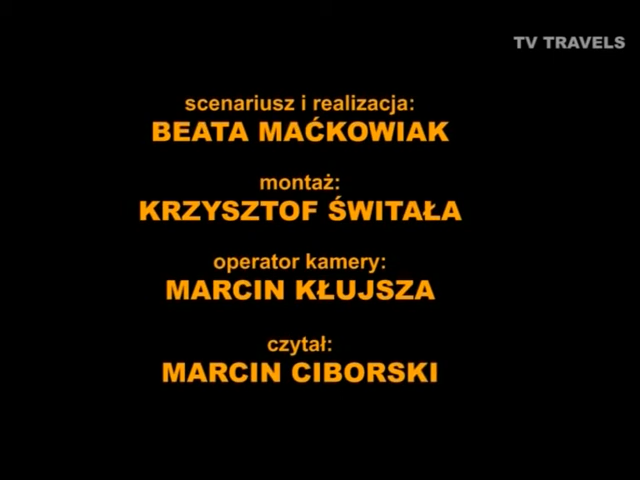 TV TRAVELS
scenariusz i realizacja:
BEATA MAĆKOWIAK
montaż:
KRZYSZTOF ŚWITAŁA
operator kamery:
MARCIN KŁUJSZA
czytał:
MARCIN CIBORSKI